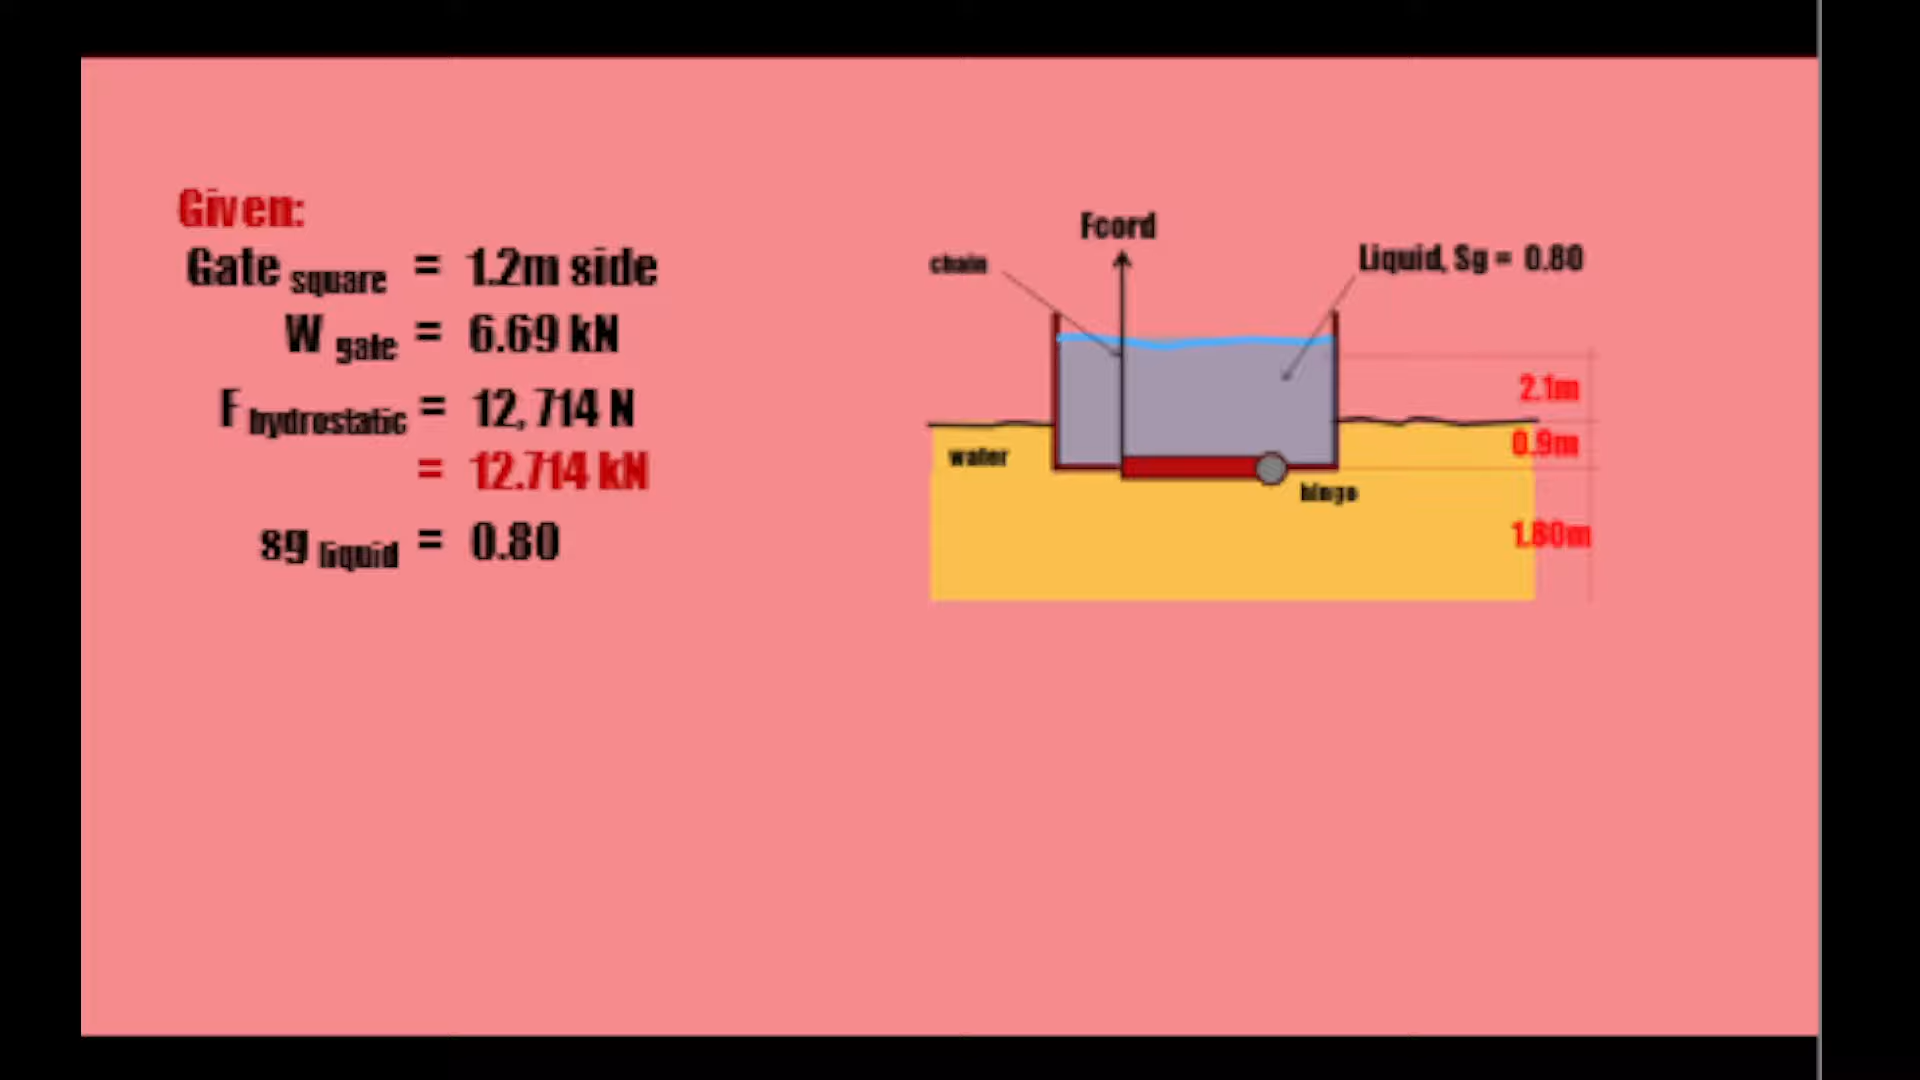 Given:
Gate square = 1.2m side
W gate = 6.69 kN
F hydrostatic = 12, 714 N
= 12.714 kN
sg liquid = 0.80
Fcord
chain
Liquid, Sg = 0.80
2.1m
0.9m
water
hinge
1.80m